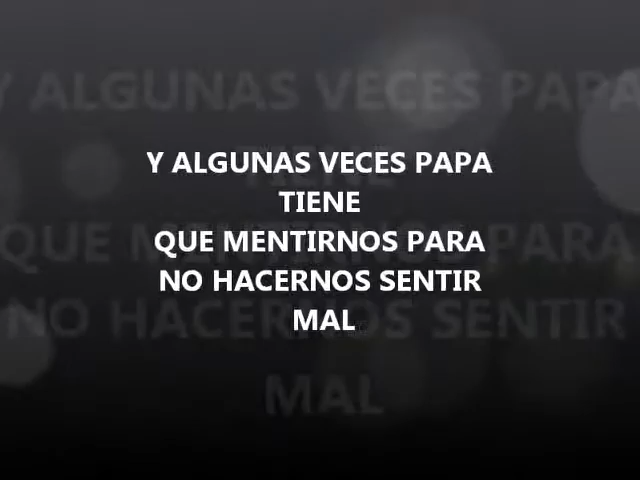 Y ALGUNAS VECES PAPA
TIENE
QUE MENTIRNOS PARA
NO HACERNOS SENTIR
MAL